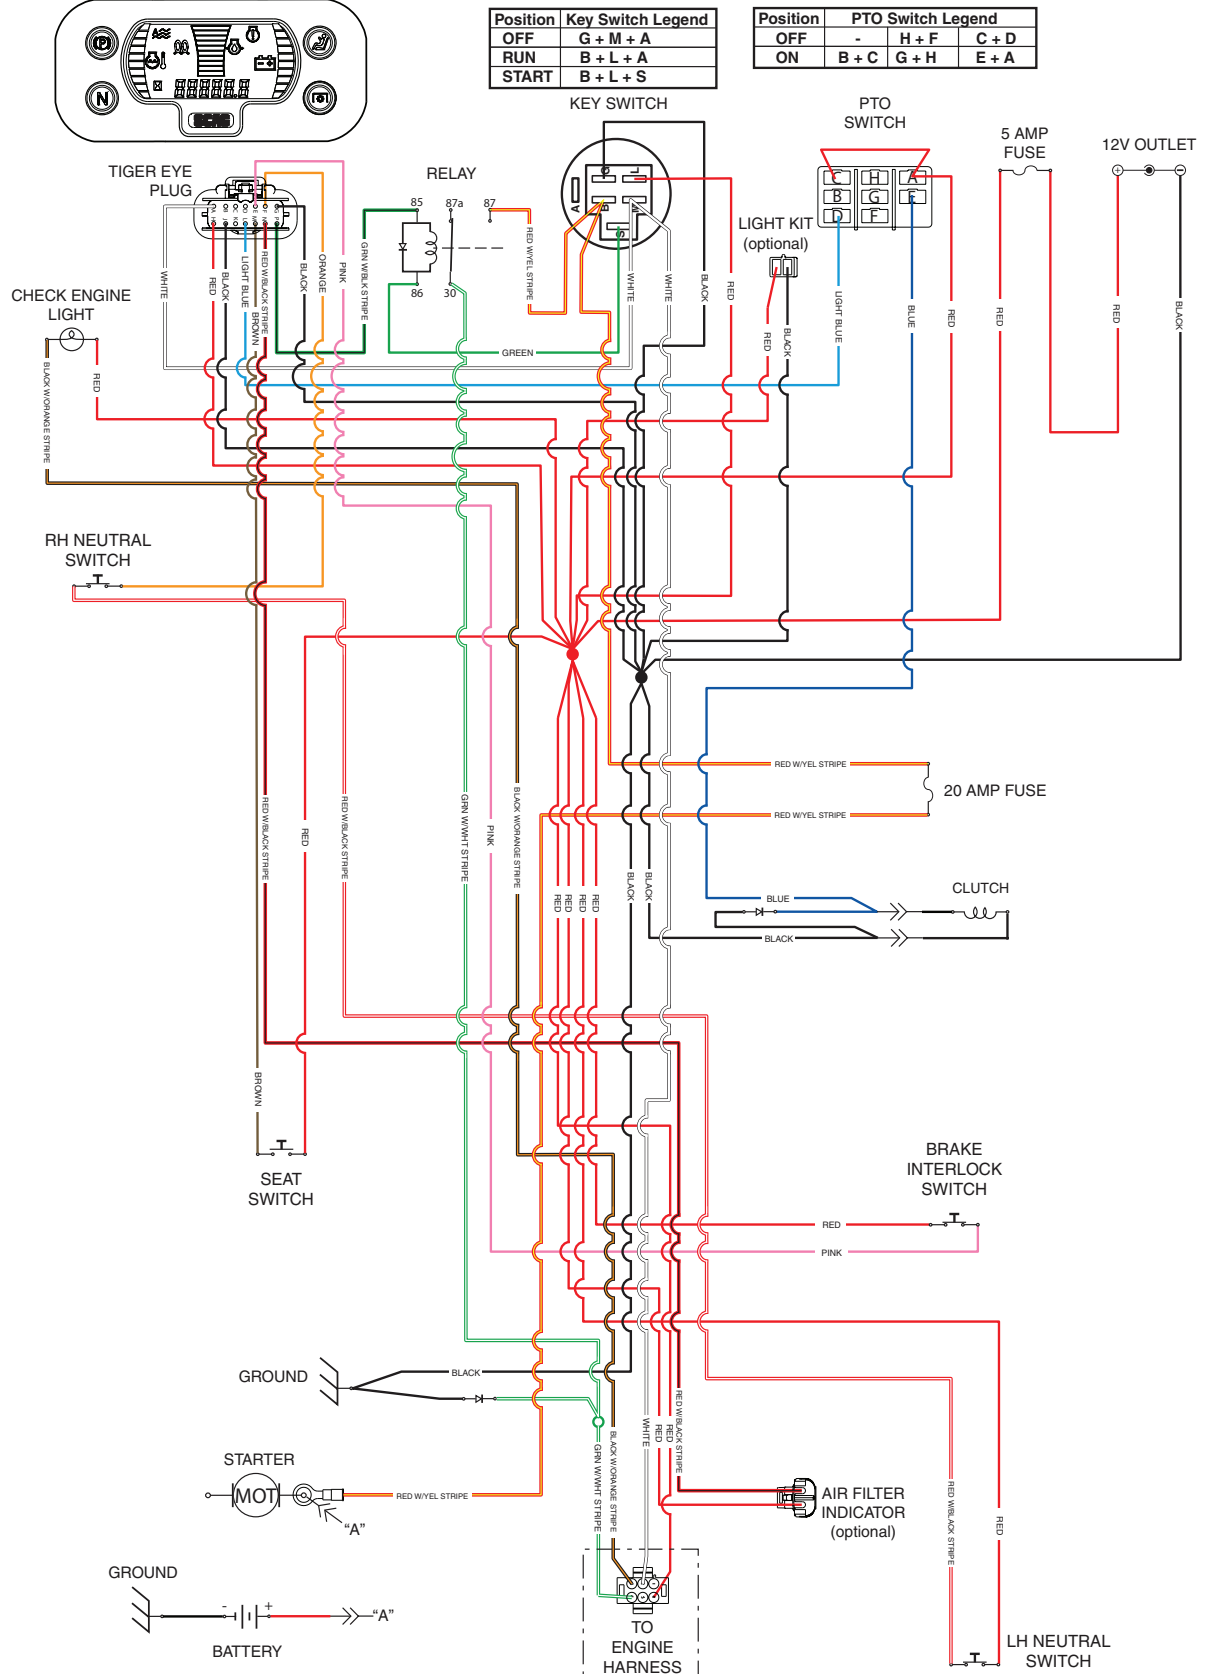 Position Key Switch Legend
OFF G + M + A
RUN B + L + A
START B + L + S
Position PTO Switch Legend
OFF - H + F C + D
ON B + C G + H E + A
P
N
SCAG
KEY SWITCH
PTO
SWITCH
5 AMP
FUSE
12V OUTLET
TIGER EYE
PLUG
RELAY
85 87a 87
86 30
G L
A B M
S
C H A
B G E
D F
LIGHT KIT
(optional)
+ -
CHECK ENGINE
LIGHT
WHITE
RED
BLACK
LIGHT BLUE
BROWN
RED W/BLACK STRIPE
BLACK
ORANGE
PINK
GRN W/BLK STRIPE
RED W/YEL STRIPE
GREEN
WHITE
WHITE
BLACK
RED
RED
BLACK
LIGHT BLUE
BLUE
RED
RED
RED
BLACK
BLACK W/ORANGE STRIPE
RED
RH NEUTRAL
SWITCH
RED W/YEL STRIPE
20 AMP FUSE
RED W/YEL STRIPE
RED W/BLACK STRIPE
RED
RED W/BLACK STRIPE
GRN W/WHT STRIPE
PINK
BLACK W/ORANGE STRIPE
RED
RED
RED
RED
BLACK
BLACK
CLUTCH
BLUE
BLACK
BROWN
SEAT
SWITCH
BRAKE
INTERLOCK
SWITCH
RED
PINK
GROUND
BLACK
GRN W/WHT STRIPE
BLACK W/ORANGE STRIPE
WHITE
RED
RED
RED W/BLACK STRIPE
STARTER
MOT
RED W/YEL STRIPE
"A"
AIR FILTER
INDICATOR
(optional)
RED W/BLACK STRIPE
RED
GROUND
- +
"A"
BATTERY
TO
ENGINE
HARNESS
LH NEUTRAL
SWITCH